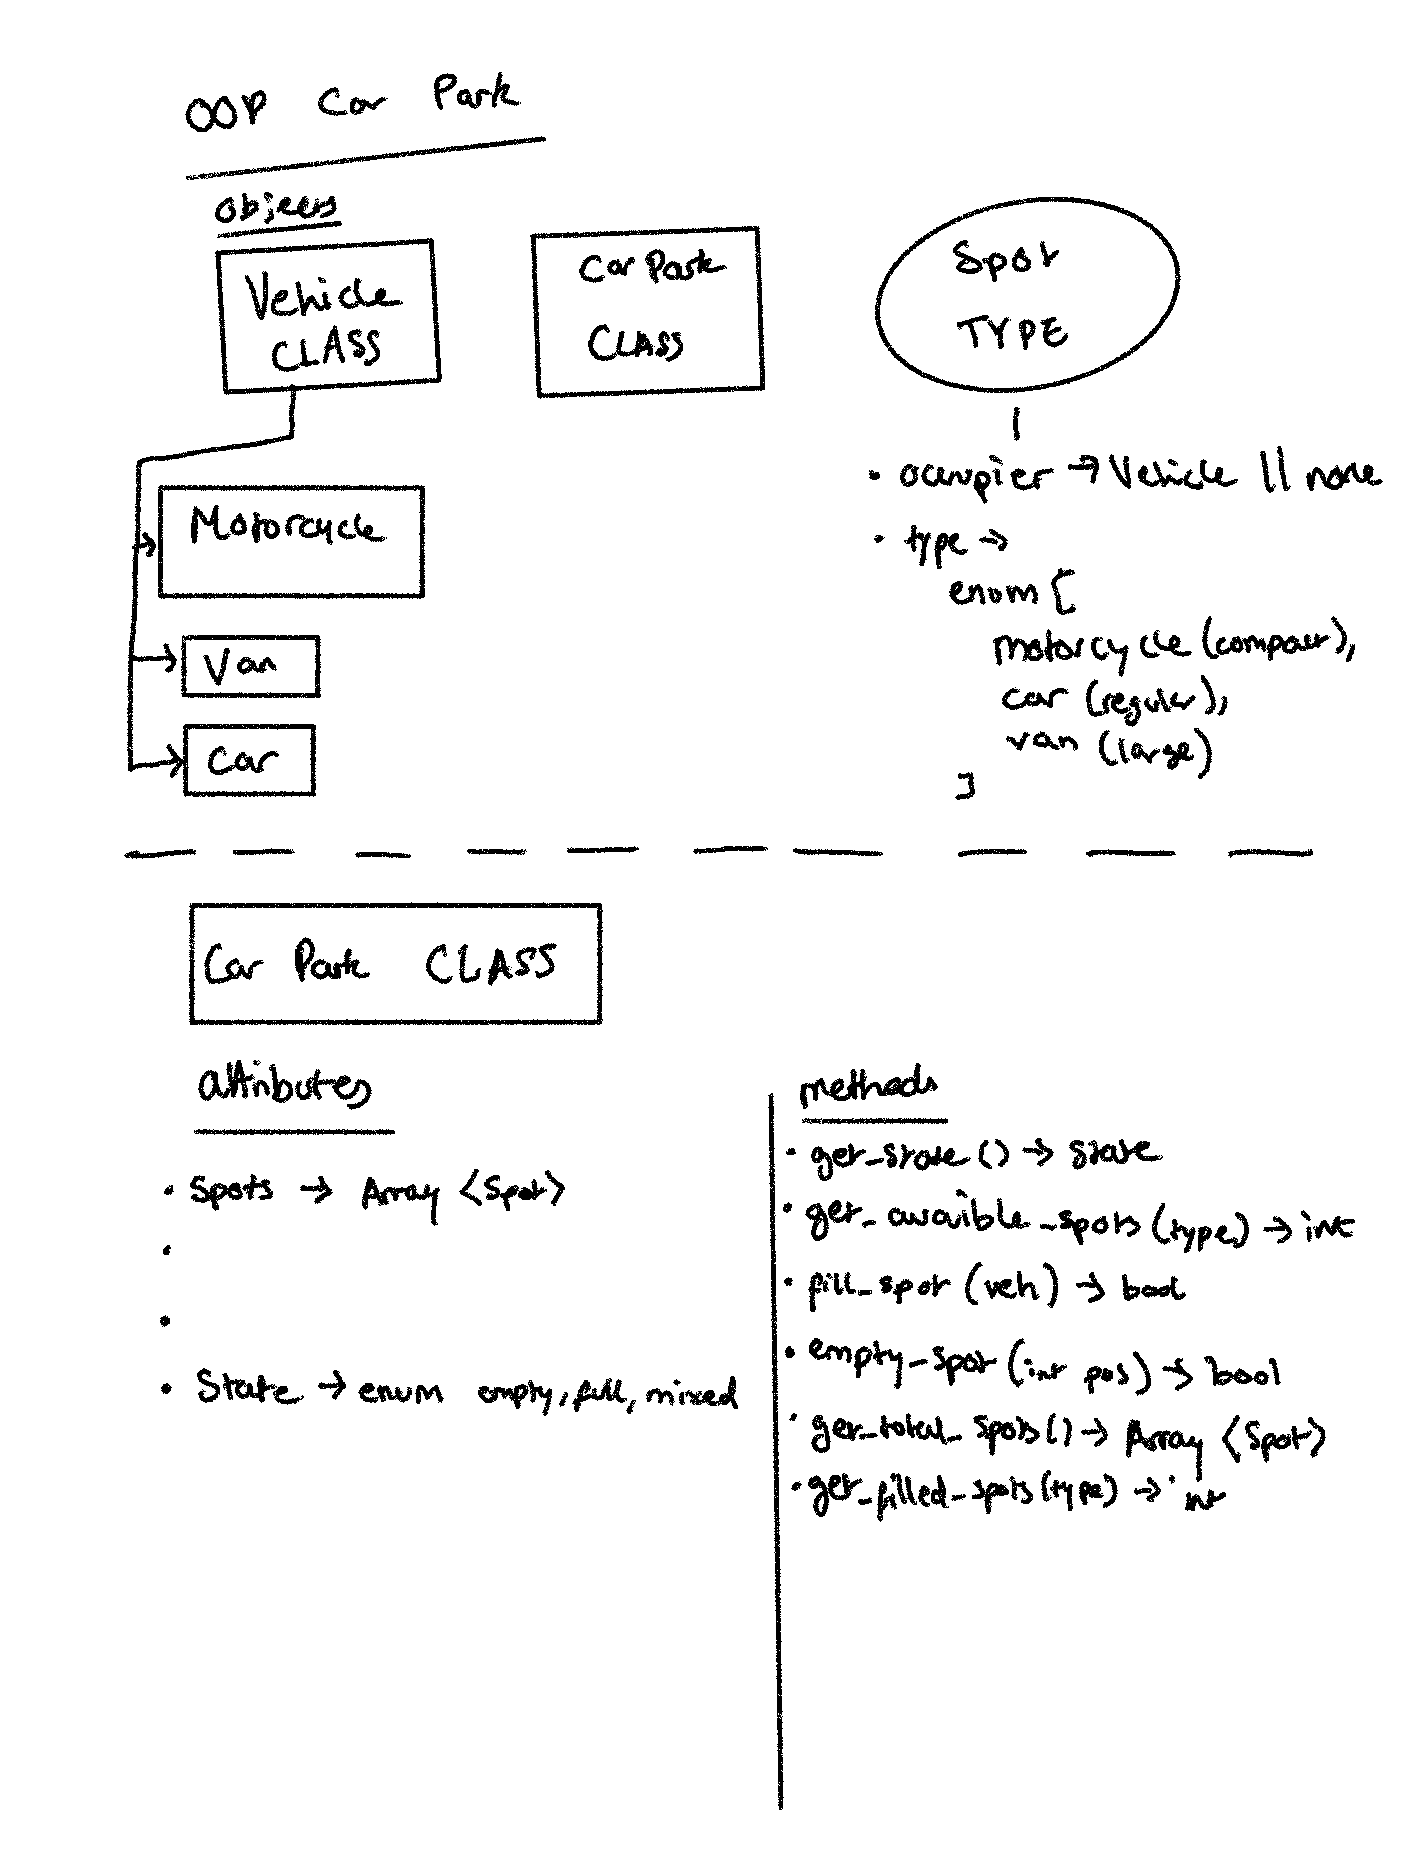 OOP Car Park
objects
Vehicle
CLASS
Car Park
CLASS
Spot
TYPE
Motorcycle
Van
Car
• occupier → Vehicle || none
• type →
enum [
motorcycle (compact),
car (regular),
van (large)
]
Car Park CLASS
attributes
• Spots → Array <Spot>
•
•
• State → enum empty, full, mixed
methods
• get_state() → State
• get_avaible_spots(type) → int
• fill_spot (veh) → bool
• empty_spot (int pos) → bool
• get_total_spots() → Array <Spot>
• get_filled_spots(type) → int